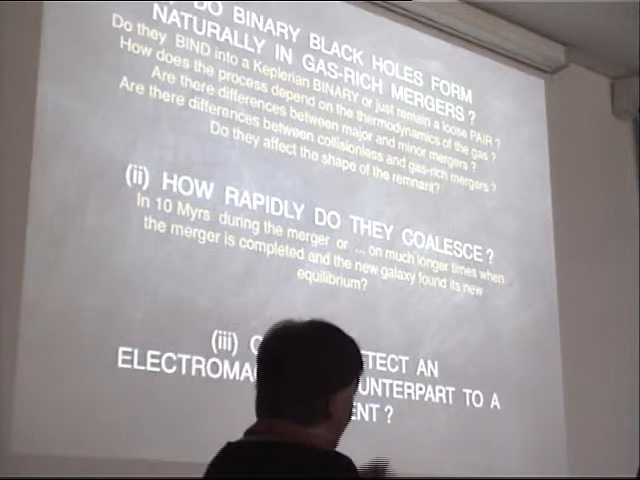 DO BINARY BLACK HOLES FORM
NATURALLY IN GAS-RICH MERGERS ?
Do they BIND into a Keplerian BINARY or just remain a loose PAIR ?
How does the process depend on the thermodynamics of the gas ?
Are there differences between major and minor mergers ?
Are there differences between collisionless and gas-rich mergers ?
Do they affect the shape of the remnant?
(ii) HOW RAPIDLY DO THEY COALESCE ?
In 10 Myrs during the merger or ... on much longer times when
the merger is completed and the new galaxy found its new
equilibrium?
(iii) AN
TO A
?